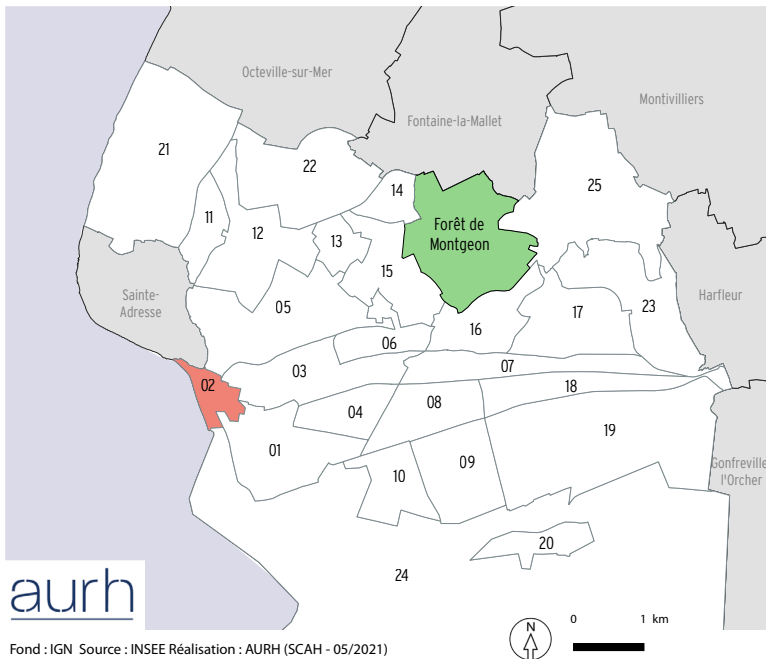 Octeville-sur-Mer
Montivilliers
Fontaine-la-Mallet
21
22
14
25
11
12
13
Forêt de
Montgeon
15
Sainte-
Adresse
05
17
23
Harfleur
16
06
07
03
02
18
04
08
19
01
09
10
Gonfreville
l'Orcher
20
24
aurh
N
0 1 km
Fond : IGN Source : INSEE Réalisation : AURH (SCAH - 05/2021)